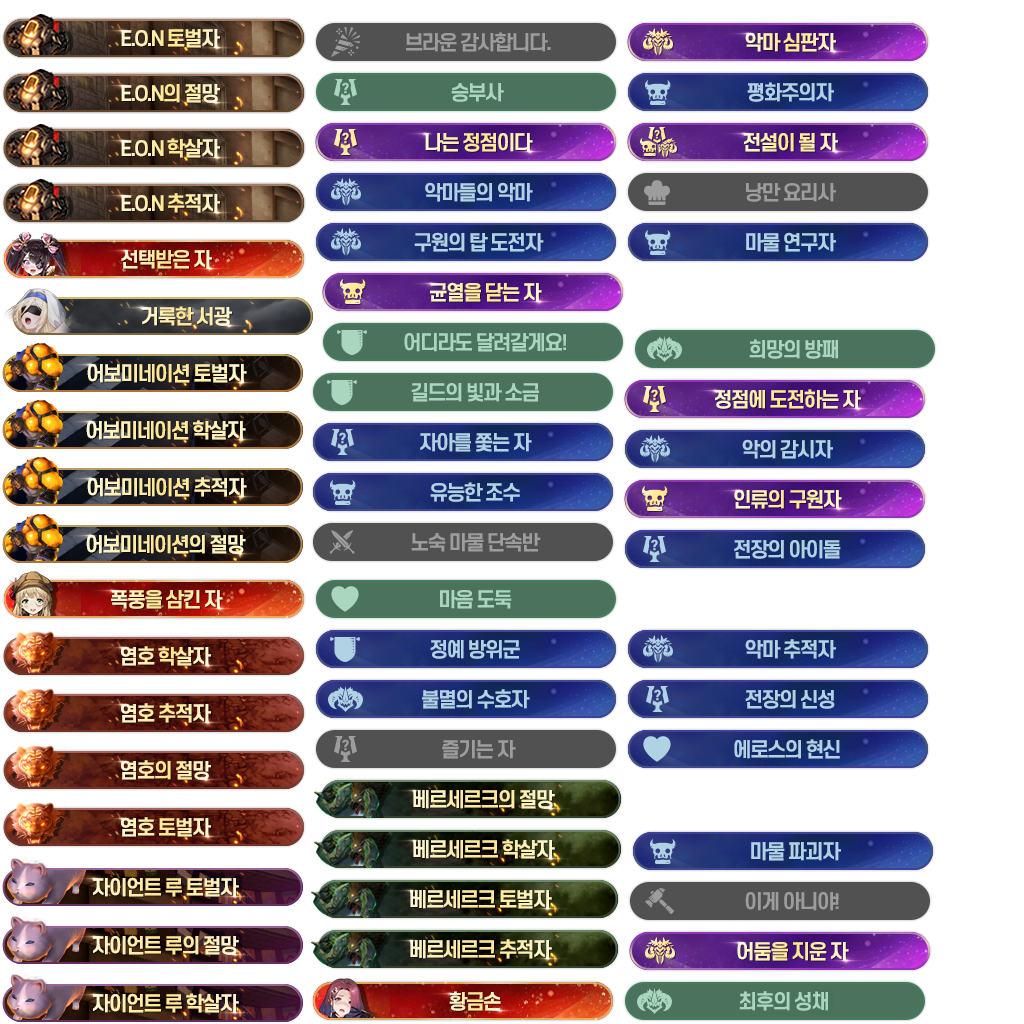 E.O.N 토벌자
E.O.N의 절망
E.O.N 학살자
E.O.N 추적자
선택받은 자
거룩한 서광
어보미네이션 토벌자
어보미네이션 학살자
어보미네이션 추적자
어보미네이션의 절망
폭풍을 삼킨 자
염호 학살자
염호 추적자
염호의 절망
염호 토벌자
자이언트 루 토벌자
자이언트 루의 절망
자이언트 루 학살자
브라운 감사합니다.
승부사
나는 정점이다
악마들의 악마
구원의 탑 도전자
균열을 닫는 자
어디라도 달려갈게요!
길드의 빛과 소금
자아를 쫓는 자
유능한 조수
노숙 마물 단속반
마음 도둑
정예 방위군
불멸의 수호자
즐기는 자
베르세르크의 절망
베르세르크 학살자
베르세르크 토벌자
베르세르크 추적자
황금손
악마 심판자
평화주의자
전설이 될 자
낭만 요리사
마물 연구자
희망의 방패
정점에 도전하는 자
악의 감시자
인류의 구원자
전장의 아이돌
악마 추적자
전장의 신성
에로스의 현신
마물 파괴자
이게 아니야!
어둠을 지운 자
최후의 성채